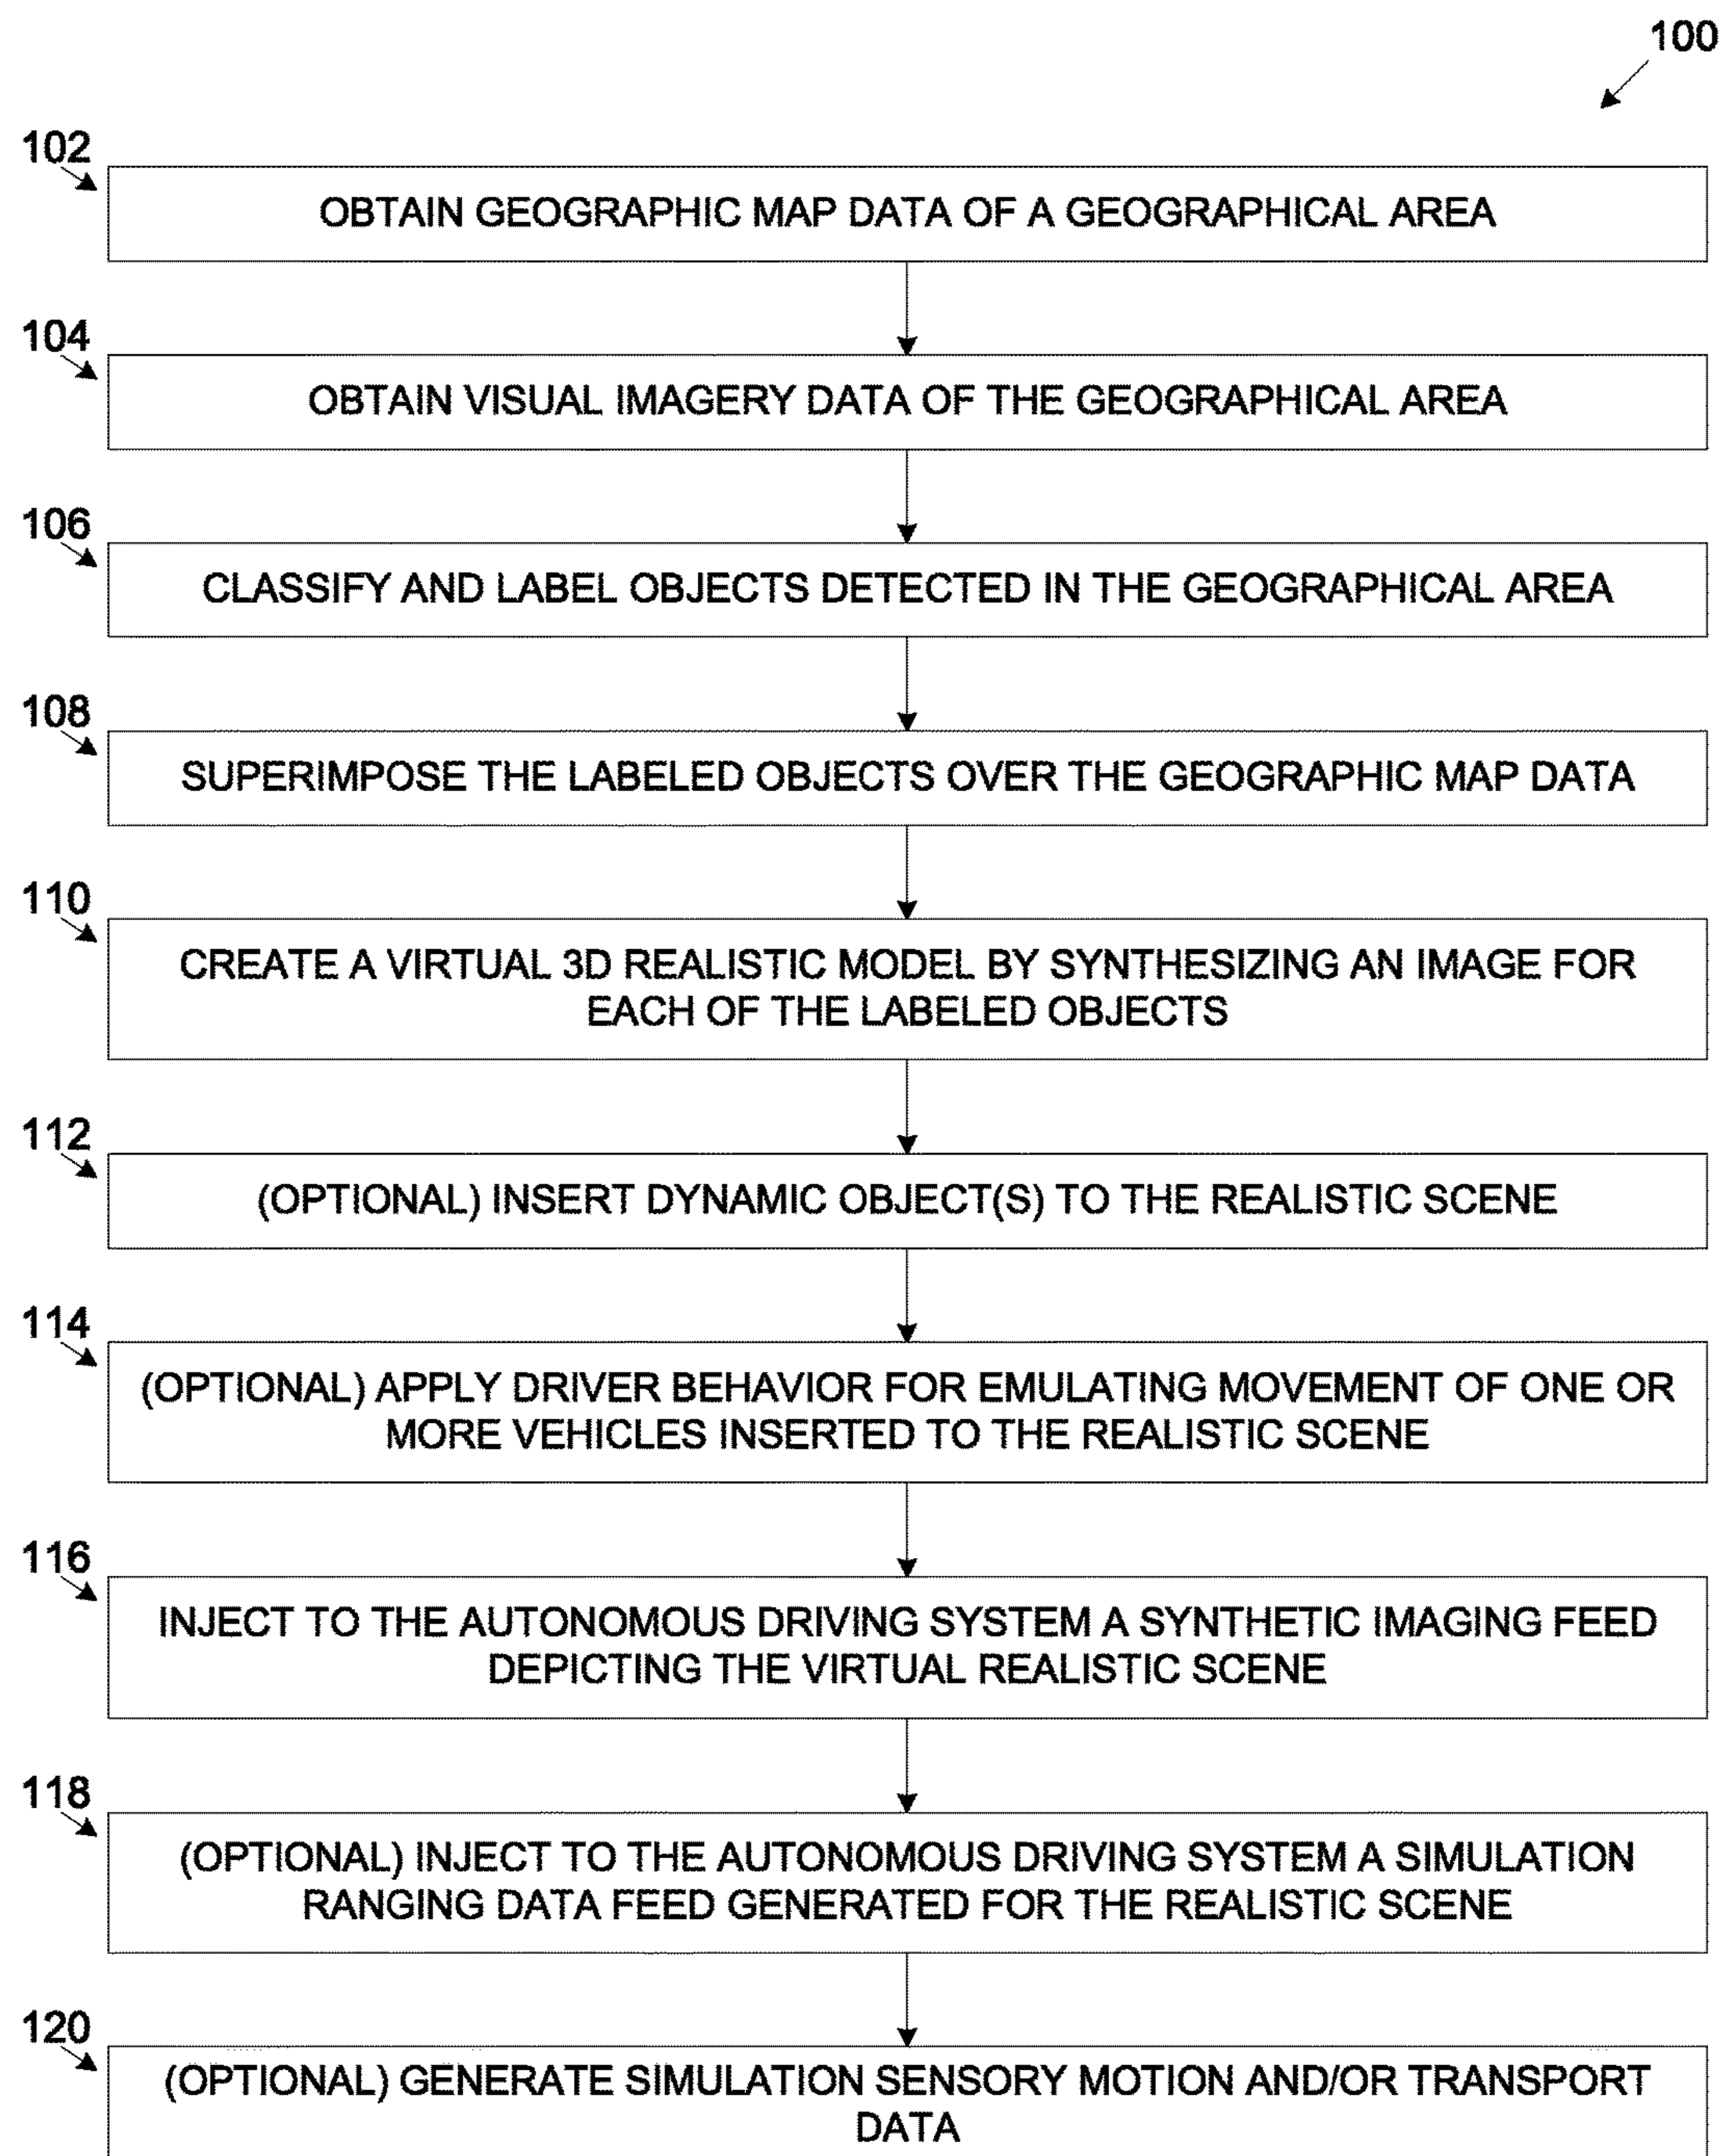 100
102
OBTAIN GEOGRAPHIC MAP DATA OF A GEOGRAPHICAL AREA
104
OBTAIN VISUAL IMAGERY DATA OF THE GEOGRAPHICAL AREA
106
CLASSIFY AND LABEL OBJECTS DETECTED IN THE GEOGRAPHICAL AREA
108
SUPERIMPOSE THE LABELED OBJECTS OVER THE GEOGRAPHIC MAP DATA
110
CREATE A VIRTUAL 3D REALISTIC MODEL BY SYNTHESIZING AN IMAGE FOR
EACH OF THE LABELED OBJECTS
112
(OPTIONAL) INSERT DYNAMIC OBJECT(S) TO THE REALISTIC SCENE
114
(OPTIONAL) APPLY DRIVER BEHAVIOR FOR EMULATING MOVEMENT OF ONE OR
MORE VEHICLES INSERTED TO THE REALISTIC SCENE
116
INJECT TO THE AUTONOMOUS DRIVING SYSTEM A SYNTHETIC IMAGING FEED
DEPICTING THE VIRTUAL REALISTIC SCENE
118
(OPTIONAL) INJECT TO THE AUTONOMOUS DRIVING SYSTEM A SIMULATION
RANGING DATA FEED GENERATED FOR THE REALISTIC SCENE
120
(OPTIONAL) GENERATE SIMULATION SENSORY MOTION AND/OR TRANSPORT
DATA